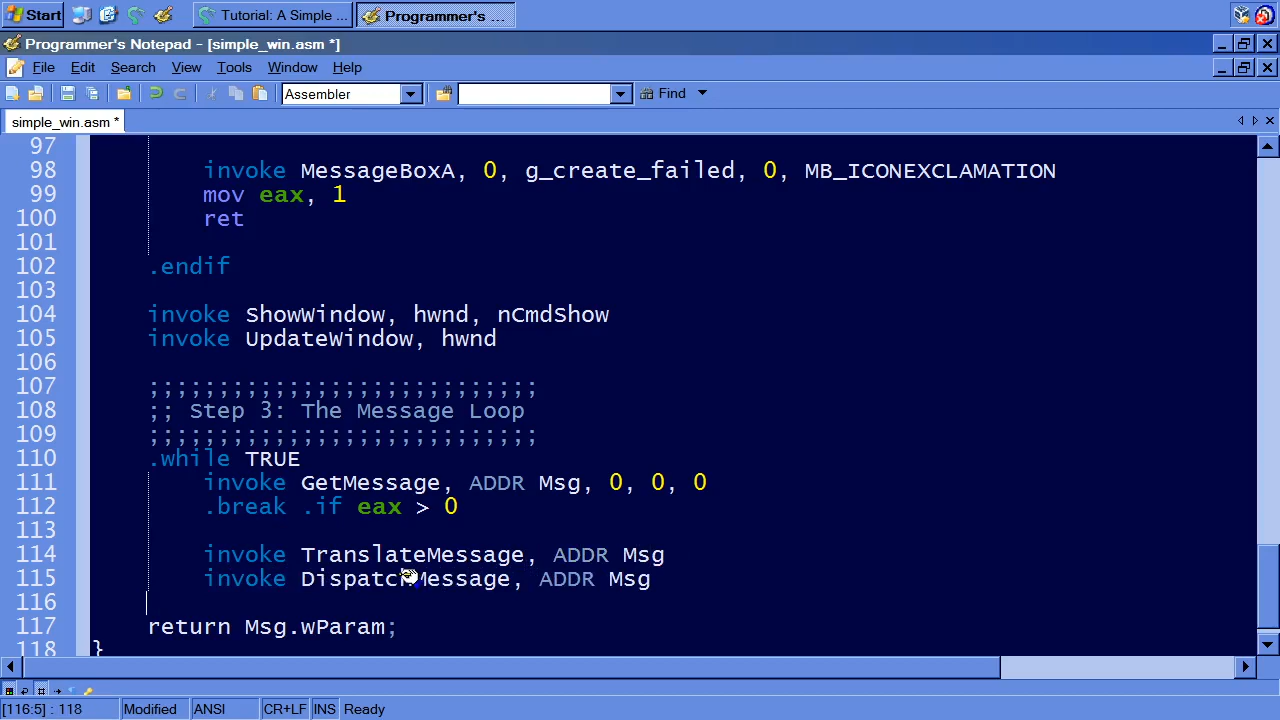 Start Tutorial: A Simple ... Programmer's ...
Programmer's Notepad - [simple_win.asm *]
File Edit Search View Tools Window Help
Assembler Find
simple_win.asm *
97
98 invoke MessageBoxA, 0, g_create_failed, 0, MB_ICONEXCLAMATION
99 mov eax, 1
100 ret
101
102 .endif
103
104 invoke ShowWindow, hwnd, nCmdShow
105 invoke UpdateWindow, hwnd
106
107 ;;;;;;;;;;;;;;;;;;;;;;;;;;;;
108 ;; Step 3: The Message Loop
109 ;;;;;;;;;;;;;;;;;;;;;;;;;;;;
110 .while TRUE
111 invoke GetMessage, ADDR Msg, 0, 0, 0
112 .break .if eax > 0
113
114 invoke TranslateMessage, ADDR Msg
115 invoke DispatchMessage, ADDR Msg
116
117 return Msg.wParam;
118 }
[116:5] : 118 Modified ANSI CR+LF INS Ready